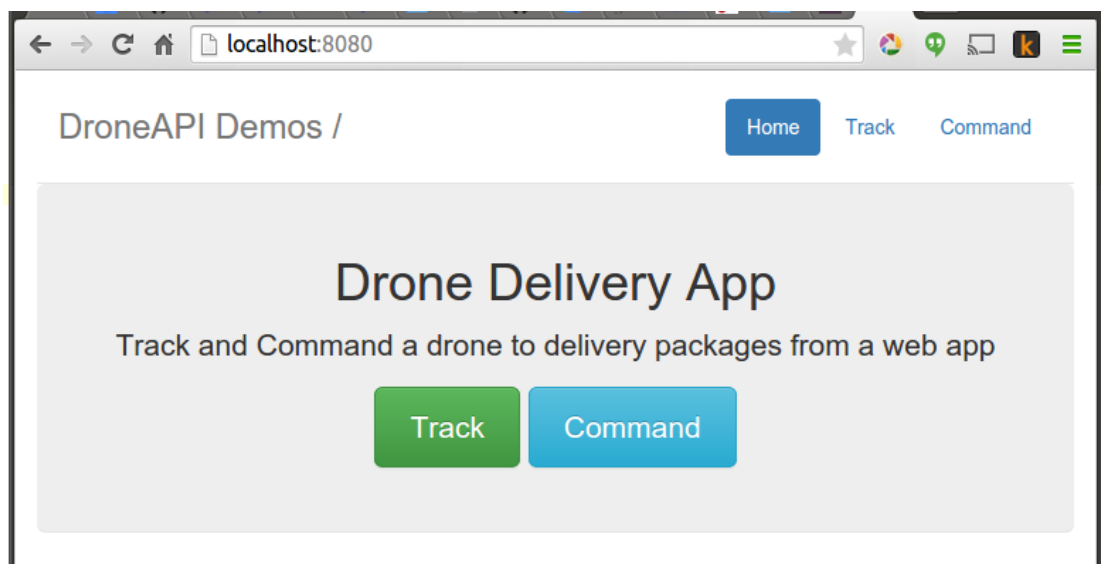 localhost:8080
k
DroneAPI Demos /
Home Track Command
Drone Delivery App
Track and Command a drone to delivery packages from a web app
Track Command